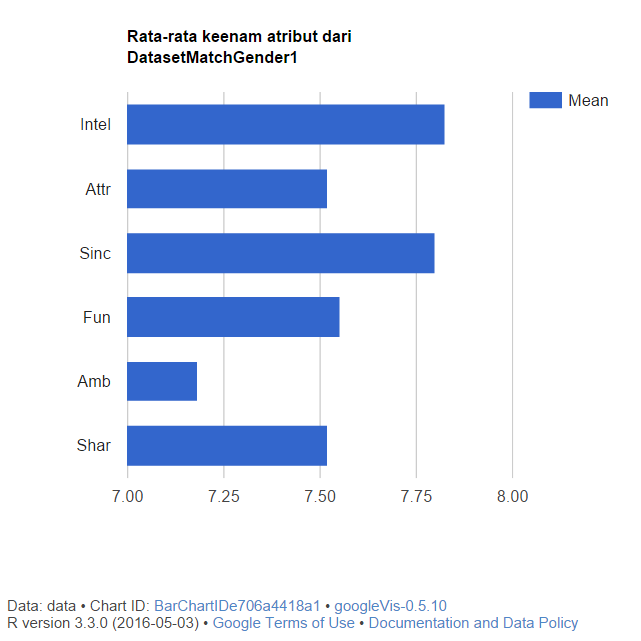 Rata-rata keenam atribut dari
DatasetMatchGender1
Mean
Intel
Attr
Sinc
Fun
Amb
Shar
7.00 7.25 7.50 7.75 8.00
Data: data • Chart ID: BarChartIDe706a4418a1 • googleVis-0.5.10
R version 3.3.0 (2016-05-03) • Google Terms of Use • Documentation and Data Policy